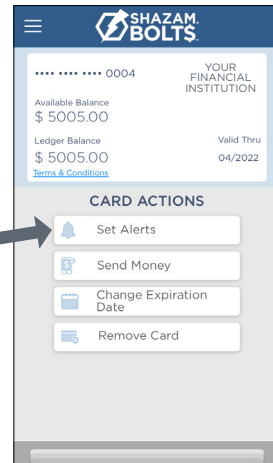 SHAZAM.
BOLT$.
•••• •••• •••• 0004
YOUR
FINANCIAL
INSTITUTION
Available Balance
$ 5005.00
Ledger Balance
Valid Thru
$ 5005.00
04/2022
Terms & Conditions
CARD ACTIONS
Set Alerts
Send Money
Change Expiration
Date
Remove Card